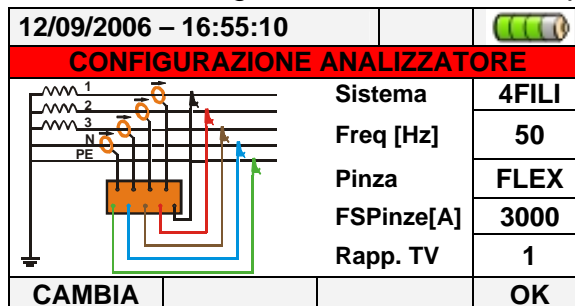 12/09/2006 – 16:55:10
CONFIGURAZIONE ANALIZZATORE
1
2
3
N
PE
Sistema 4FILI
Freq [Hz] 50
Pinza FLEX
FSPinze[A] 3000
Rapp. TV 1
CAMBIA OK